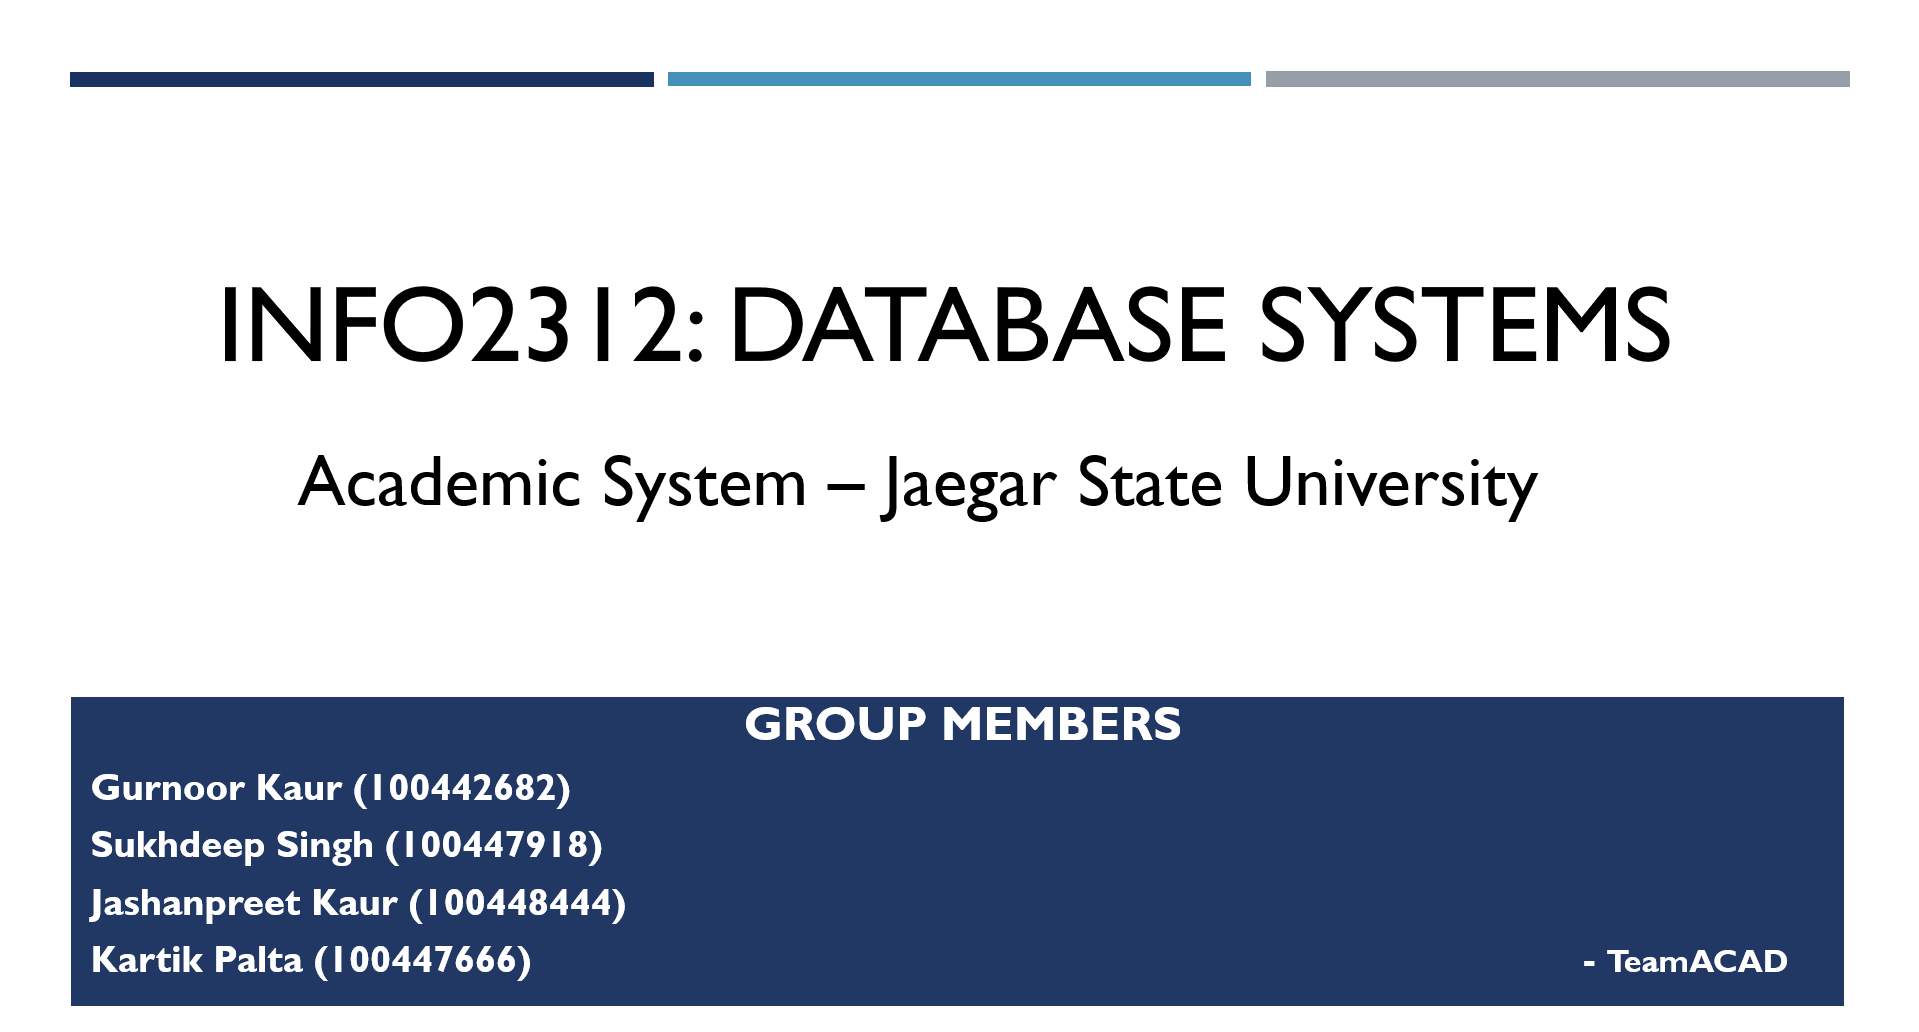 INFO2312: DATABASE SYSTEMS
Academic System – Jaegar State University
GROUP MEMBERS
Gurnoor Kaur (100442682)
Sukhdeep Singh (100447918)
Jashanpreet Kaur (100448444)
Kartik Palta (100447666)
- TeamACAD